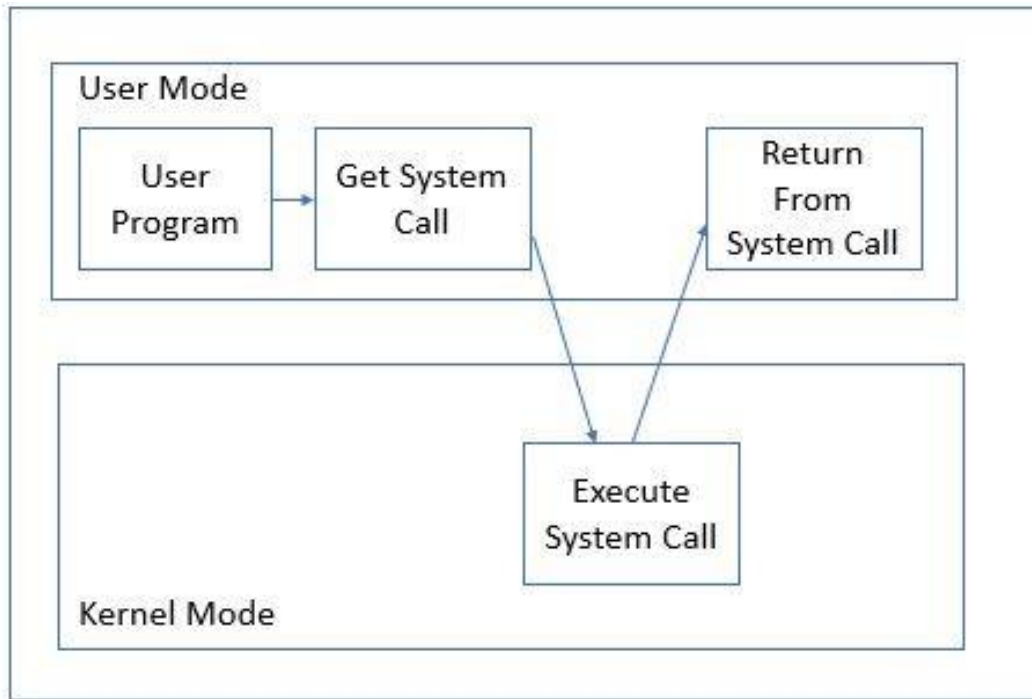 User Mode
User
Program
Get System
Call
Return
From
System Call
Execute
System Call
Kernel Mode